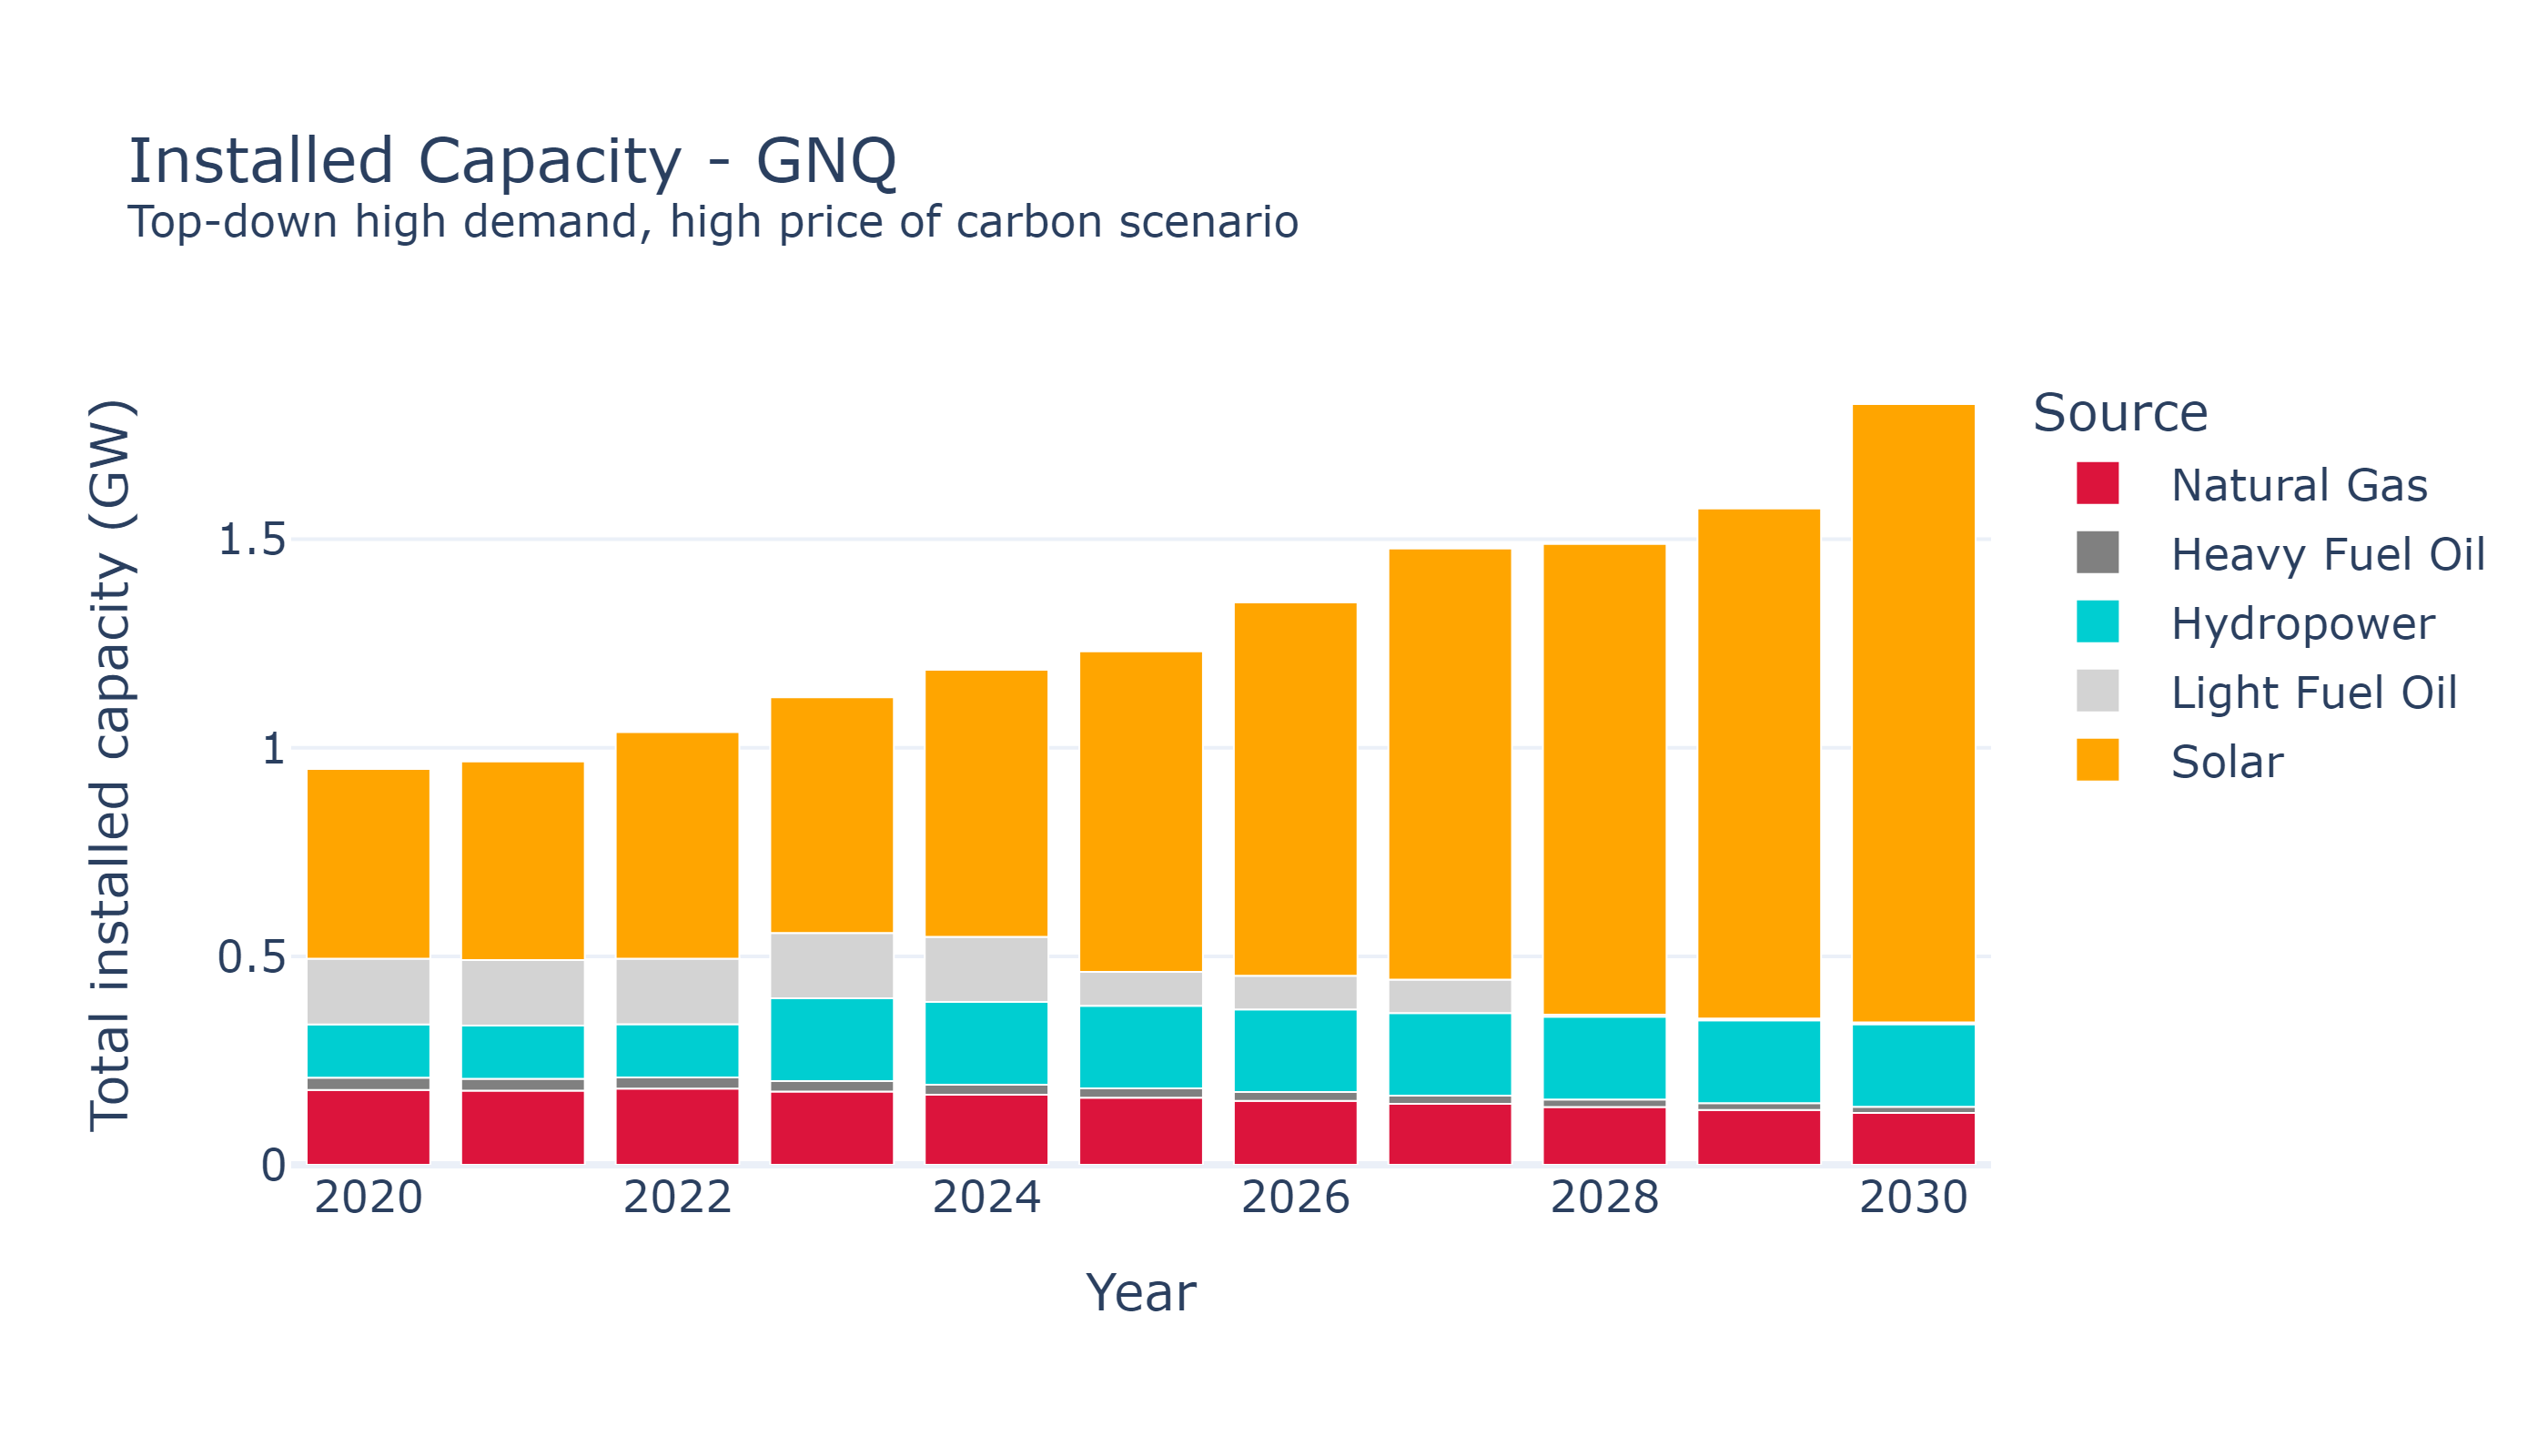 Installed Capacity - GNQ
Top-down high demand, high price of carbon scenario
Total installed capacity (GW)
1.5
1
0.5
0
2020 2022 2024 2026 2028 2030
Year
Source
Natural Gas
Heavy Fuel Oil
Hydropower
Light Fuel Oil
Solar